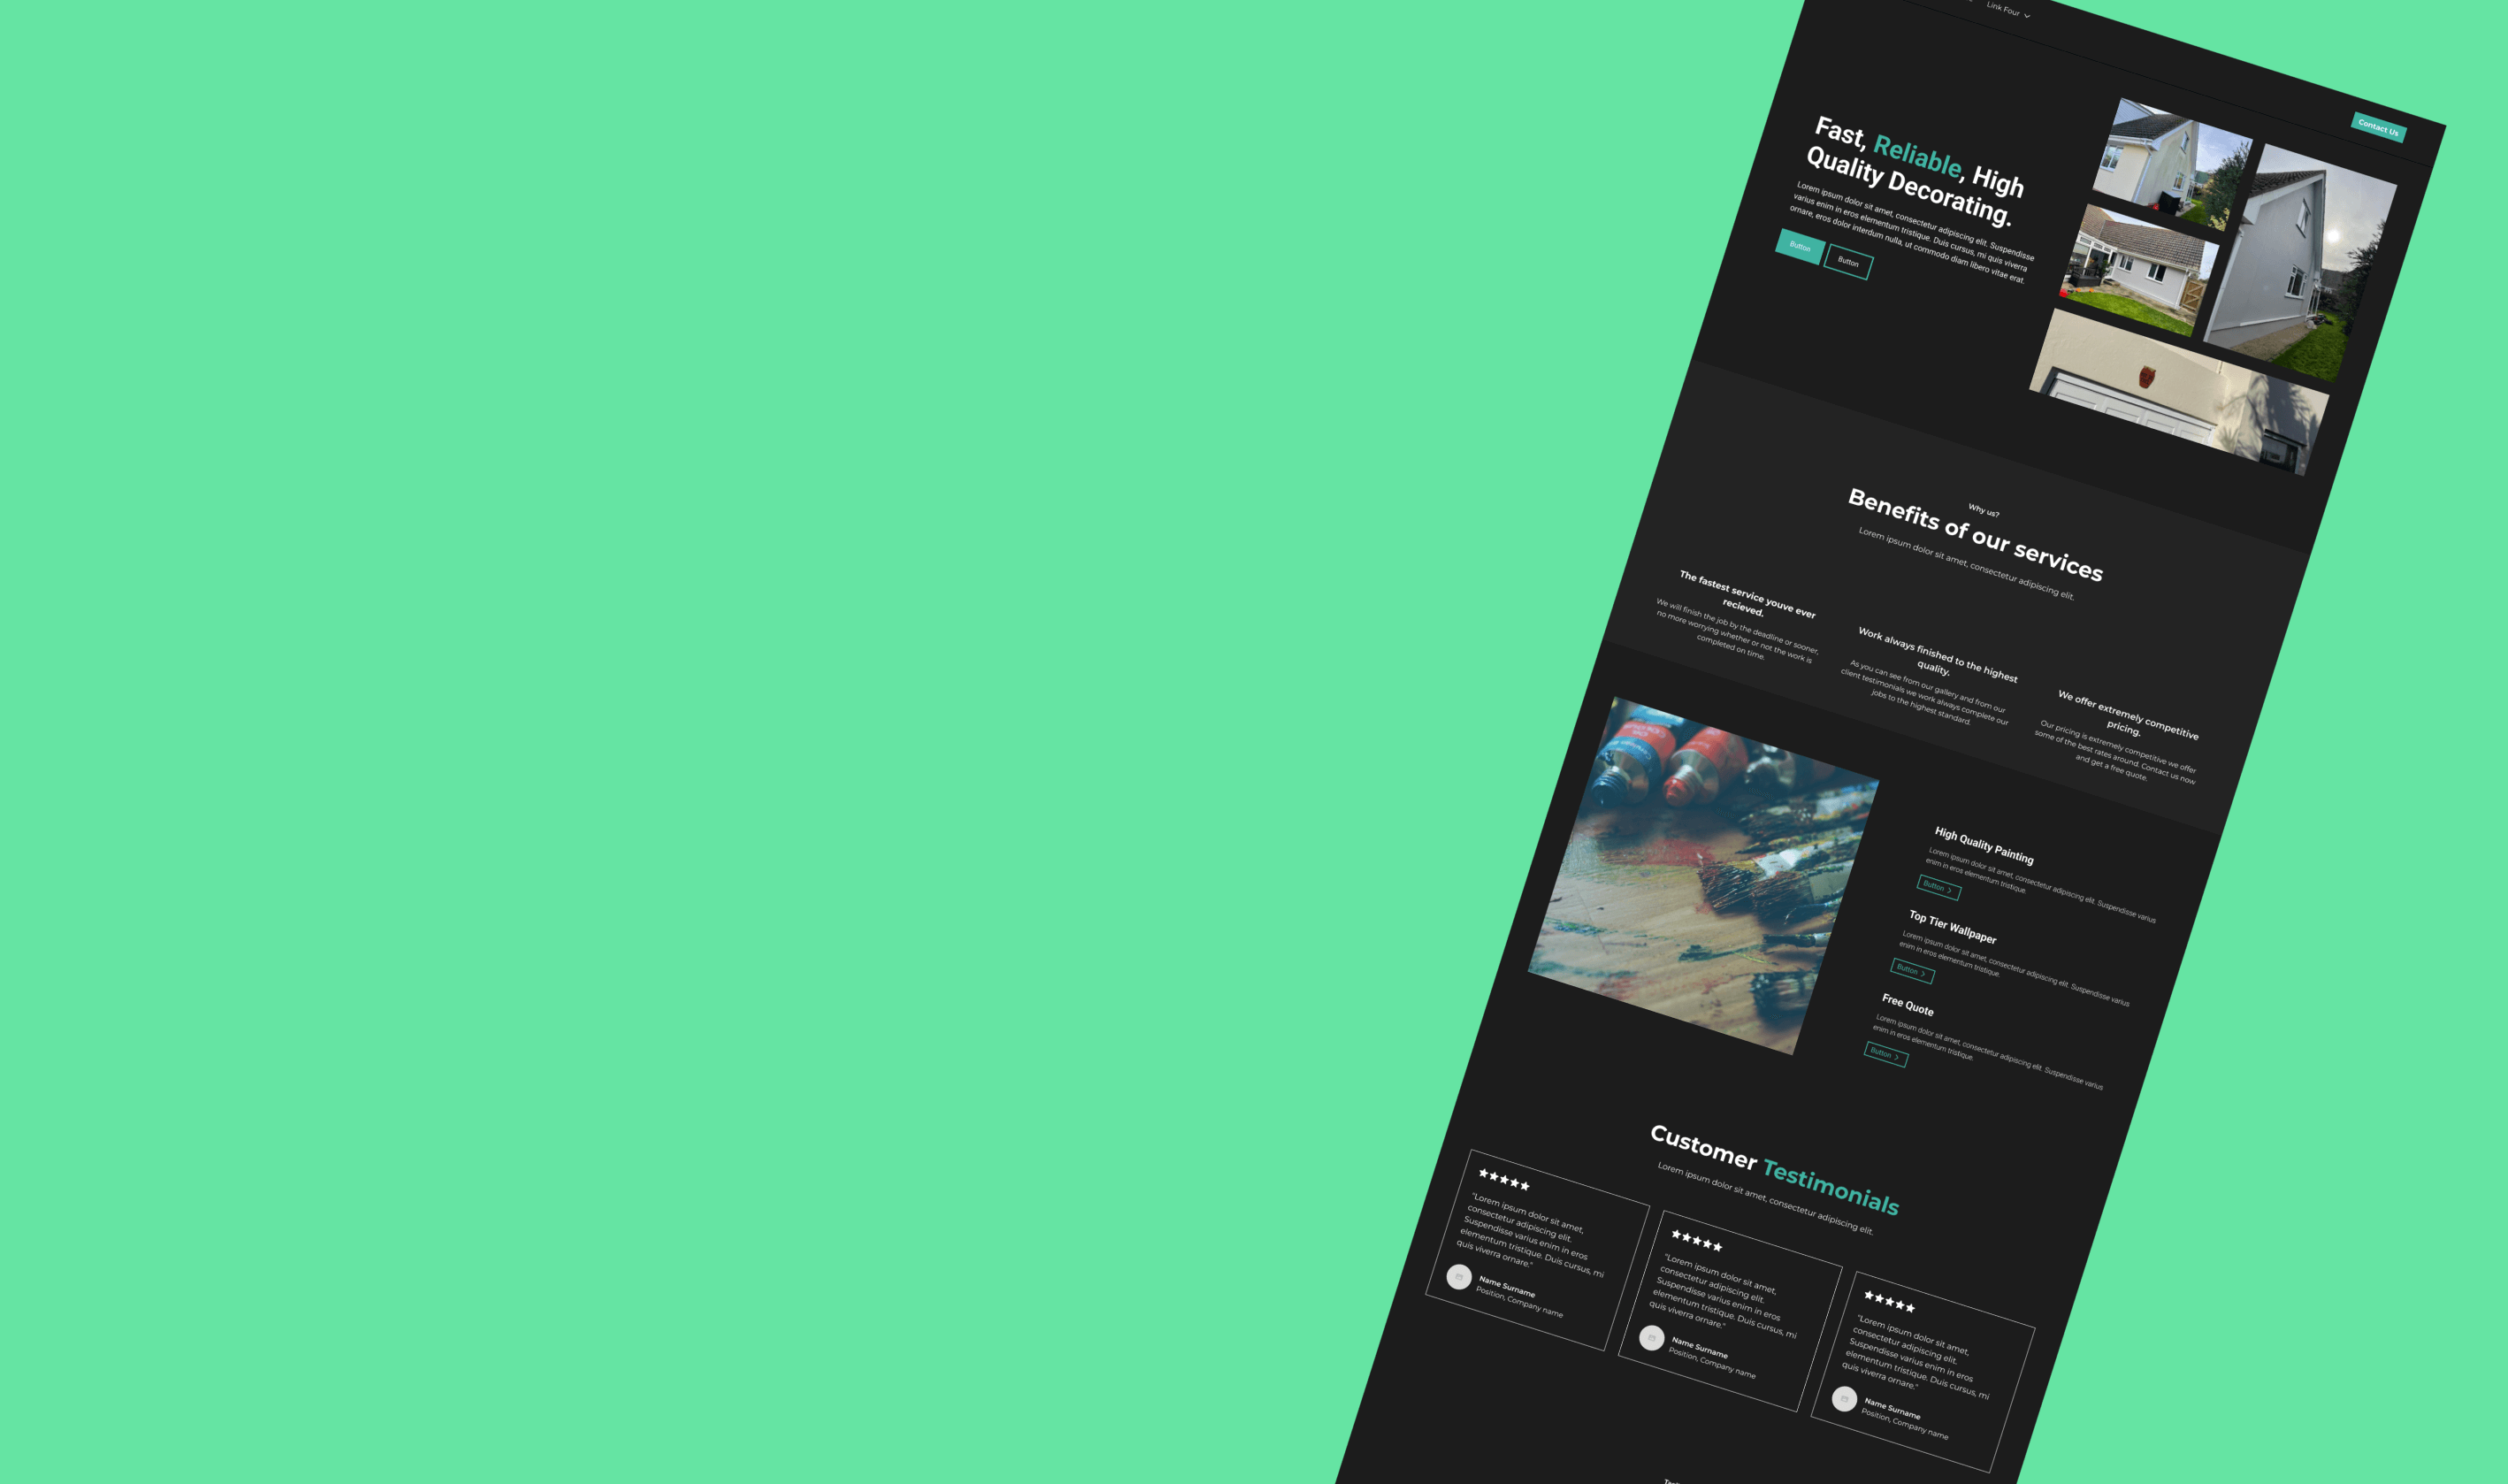 Link Four
Contact Us
Fast, Reliable, High
Quality Decorating.
Lorem ipsum dolor sit amet, consectetur adipiscing elit. Suspendisse
varius enim in eros elementum tristique. Duis cursus, mi quis viverra
ornare, eros dolor interdum nulla, ut commodo diam libero vitae erat.
Button
Button
Why us?
Benefits of our services
Lorem ipsum dolor sit amet, consectetur adipiscing elit.
The fastest service youve ever
recieved.
We will finish the job by the deadline or sooner,
no more worrying whether or not the work is
completed on time.
Work always finished to the highest
quality.
As you can see from our gallery and from our
client testimonials we work always complete our
jobs to the highest standard.
We offer extremely competitive
pricing.
Our pricing is extremely competitive we offer
some of the best rates around. Contact us now
and get a free quote.
High Quality Painting
Lorem ipsum dolor sit amet, consectetur adipiscing elit. Suspendisse varius
enim in eros elementum tristique.
Button
Top Tier Wallpaper
Lorem ipsum dolor sit amet, consectetur adipiscing elit. Suspendisse varius
enim in eros elementum tristique.
Button
Free Quote
Lorem ipsum dolor sit amet, consectetur adipiscing elit. Suspendisse varius
enim in eros elementum tristique.
Button
Customer Testimonials
Lorem ipsum dolor sit amet, consectetur adipiscing elit.
"Lorem ipsum dolor sit amet,
consectetur adipiscing elit.
Suspendisse varius enim in eros
elementum tristique. Duis cursus, mi
quis viverra ornare."
Name Surname
Position, Company name
"Lorem ipsum dolor sit amet,
consectetur adipiscing elit.
Suspendisse varius enim in eros
elementum tristique. Duis cursus, mi
quis viverra ornare."
Name Surname
Position, Company name
"Lorem ipsum dolor sit amet,
consectetur adipiscing elit.
Suspendisse varius enim in eros
elementum tristique. Duis cursus, mi
quis viverra ornare."
Name Surname
Position, Company name